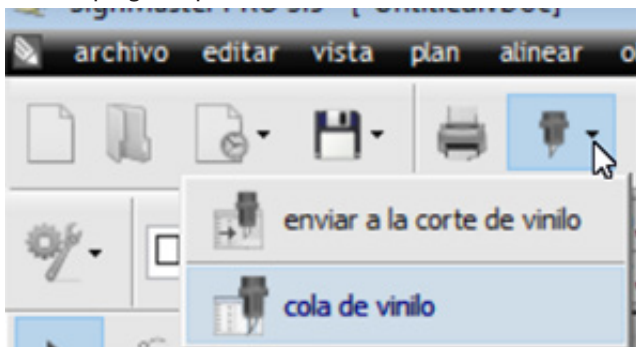 archivo editar vista plan alinear
enviar a la corte de vinilo
cola de vinilo